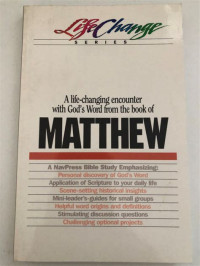 LifeChange
SERIES
A life-changing encounter
with God's Word from the book of
MATTHEW
A NavPress Bible Study Emphasizing:
Personal discovery of God's Word
Application of Scripture to your daily life
Scene-setting historical insights
Mini-leader's-guides for small groups
Helpful word origins and definitions
Stimulating discussion questions
Challenging optional projects